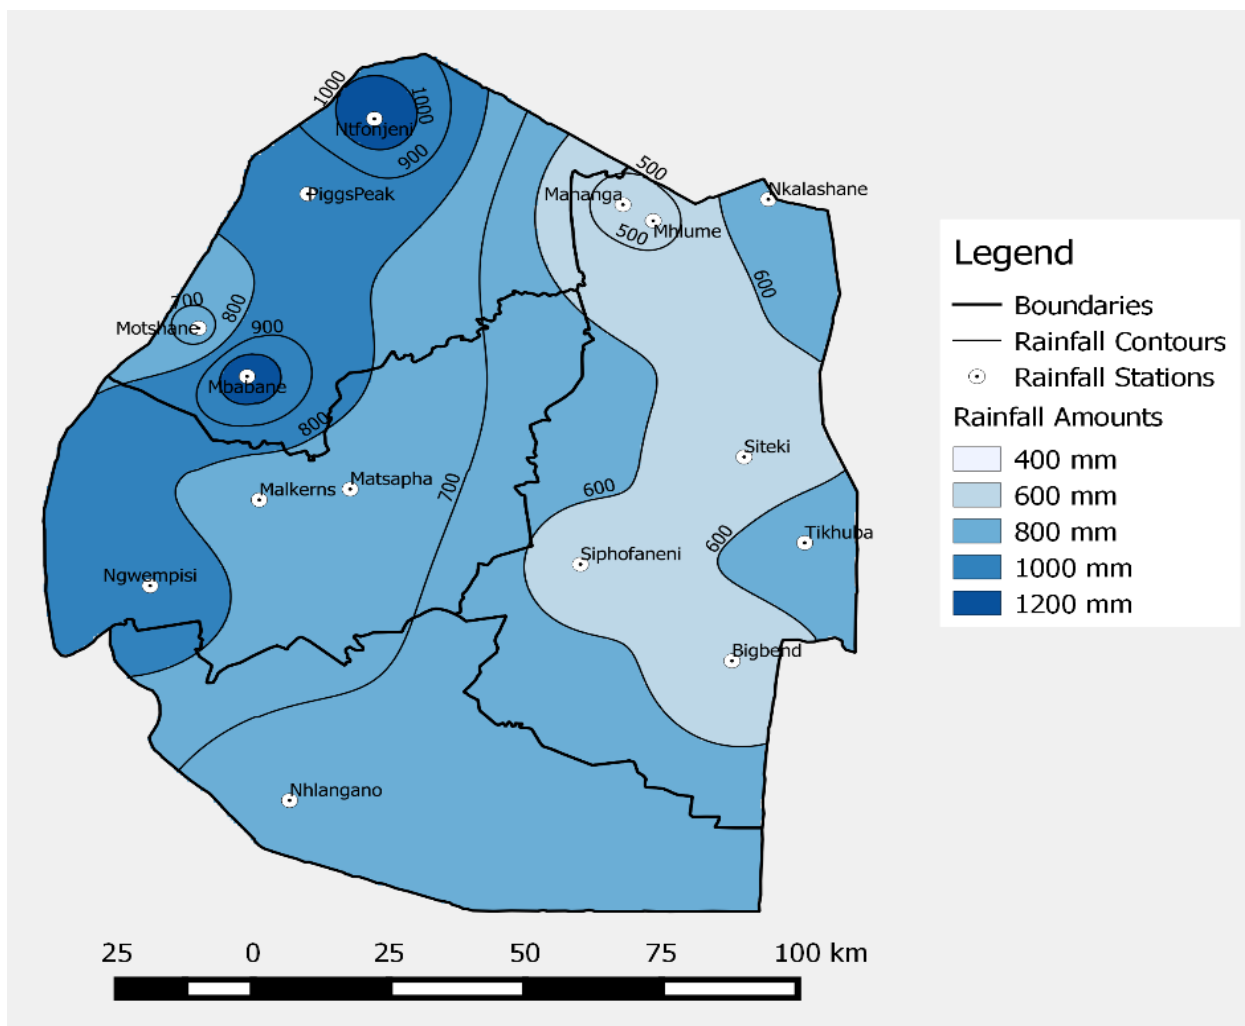 1000
1000
Ntfonjeni
900
PiggsPeak
500
Mananga
Mhlume
500
Nkalashane
600
700
800
Motshane
900
Mbabane
800
Siteki
Malkerns
Matsapha
700
600
600
Tikhuba
Siphofaneni
Ngwempisi
Bigbend
Nhlangano
Legend
Boundaries
Rainfall Contours
Rainfall Stations
Rainfall Amounts
400 mm
600 mm
800 mm
1000 mm
1200 mm
25 0 25 50 75 100 km